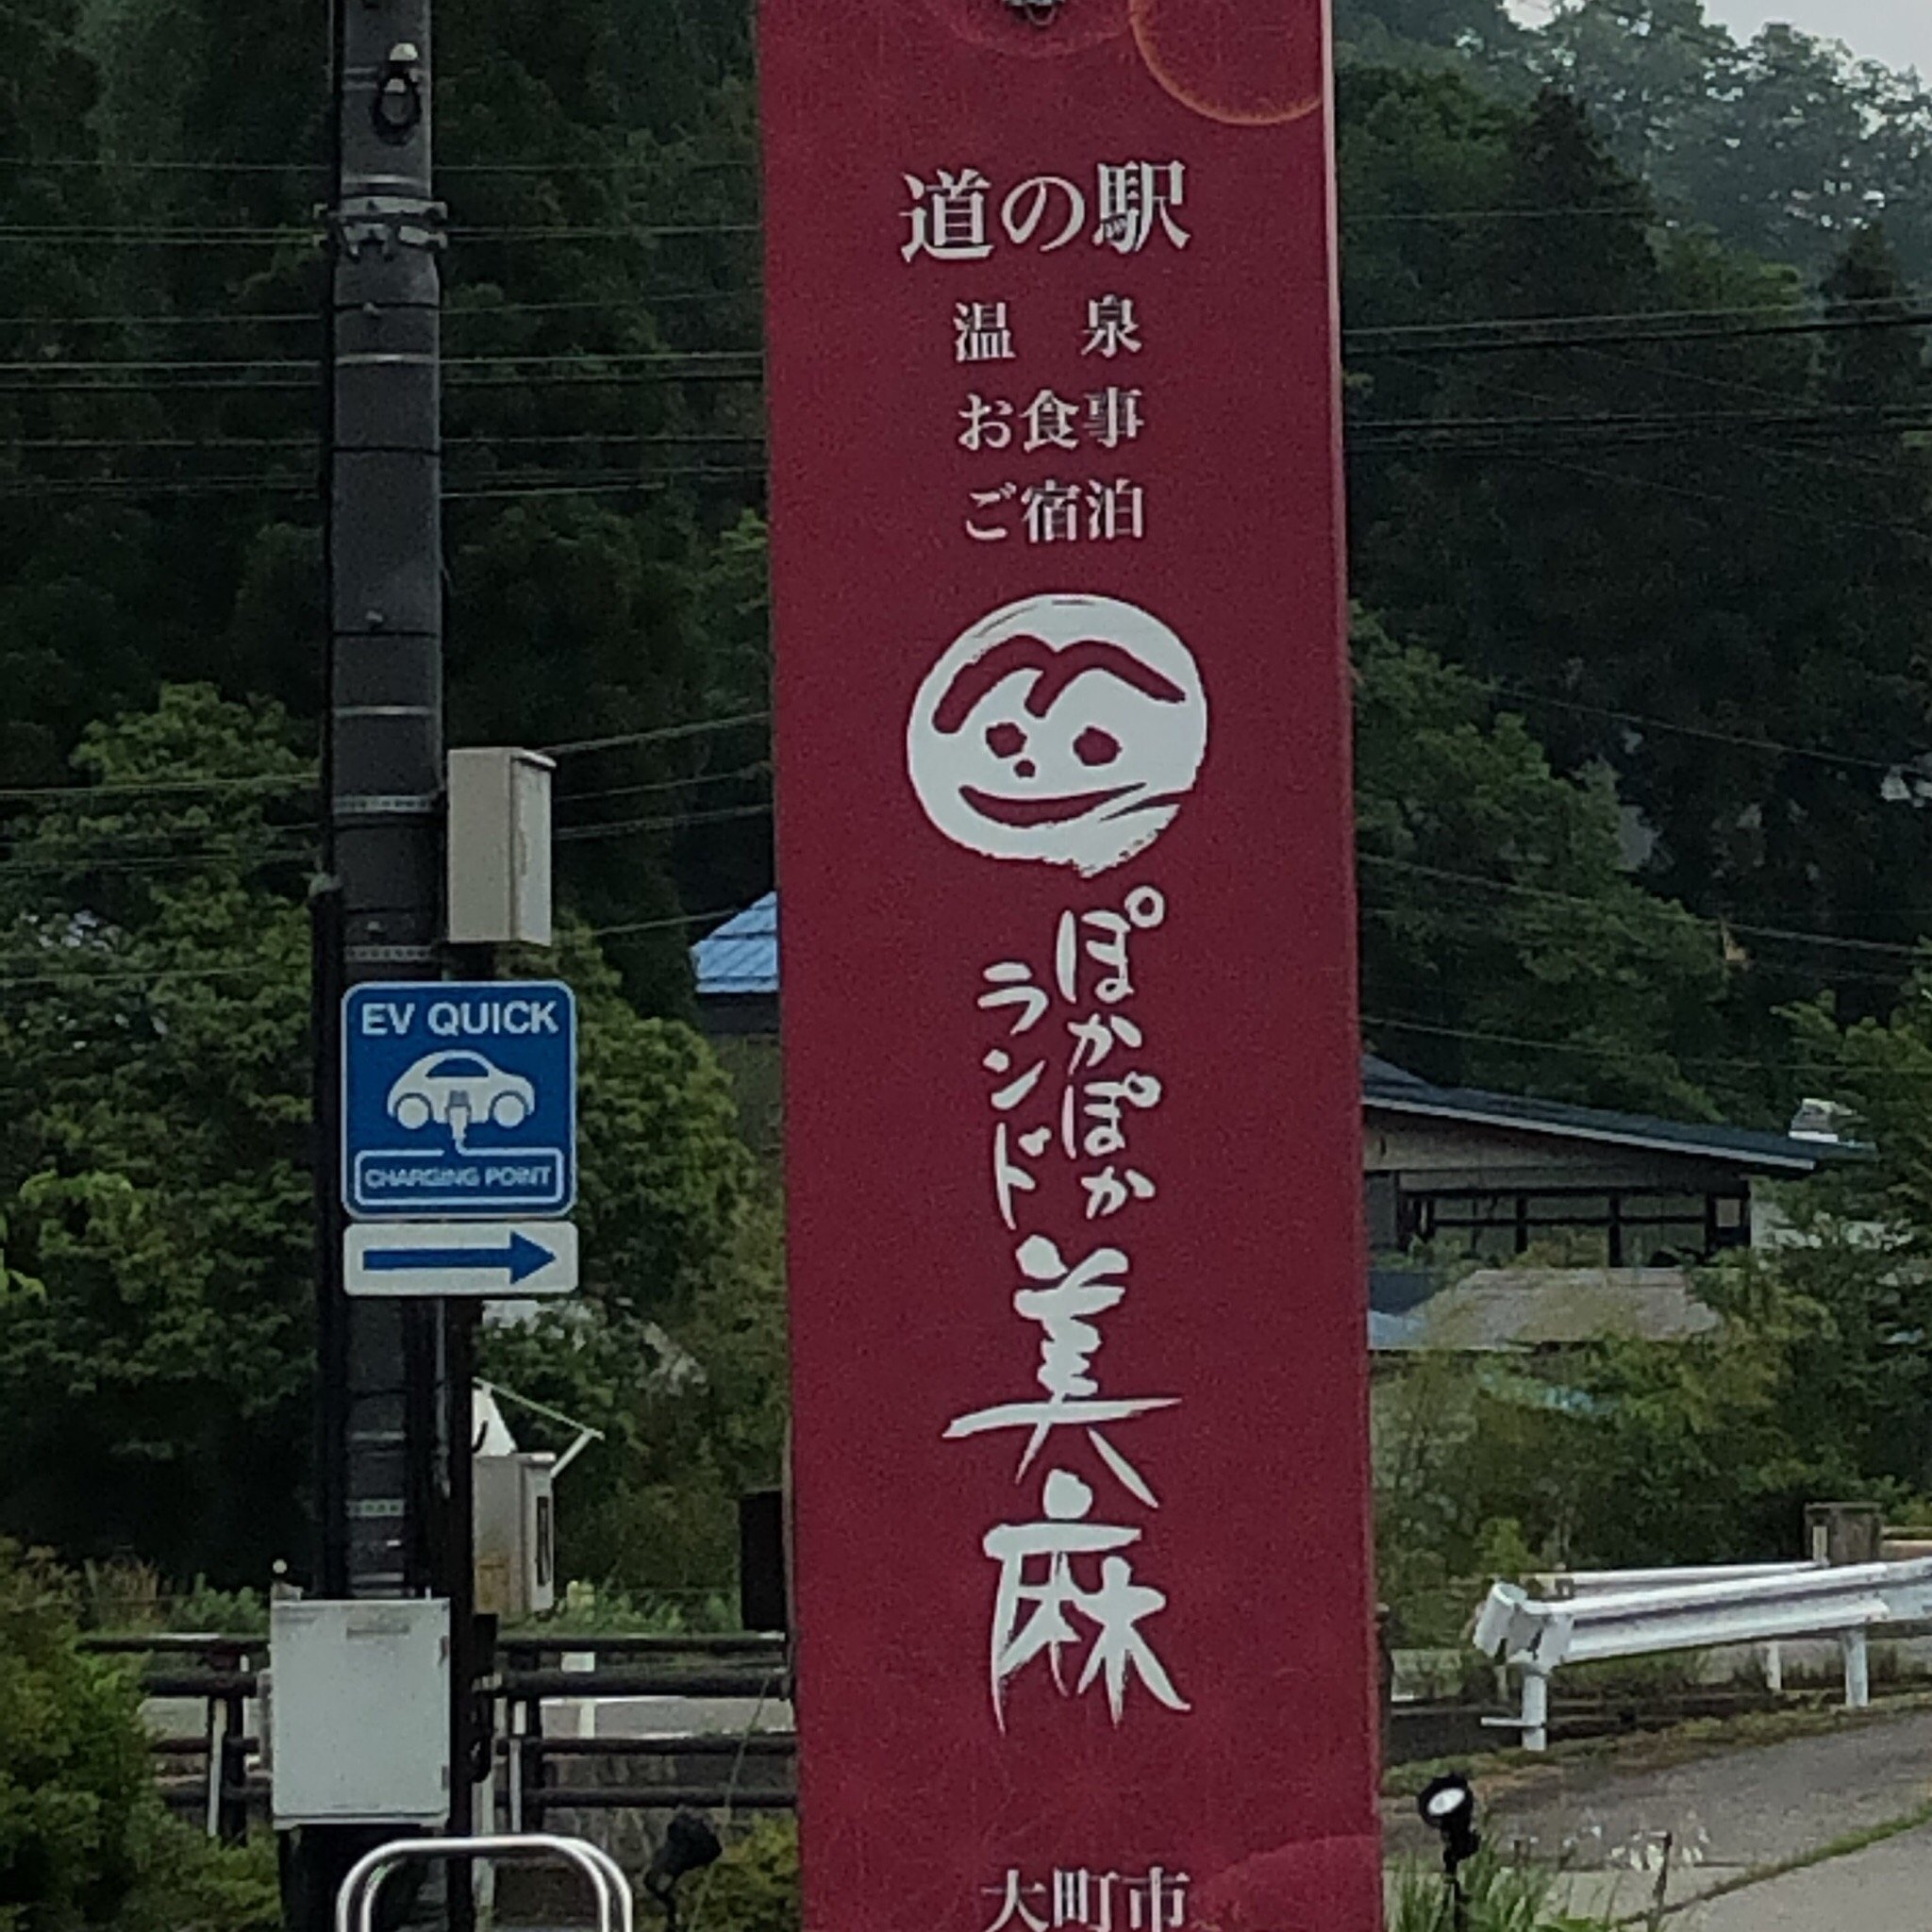 道の駅
温 泉
お食事
ご宿泊
ぽかぽか
ランド
美麻
大町市
EV QUICK
CHARGING POINT